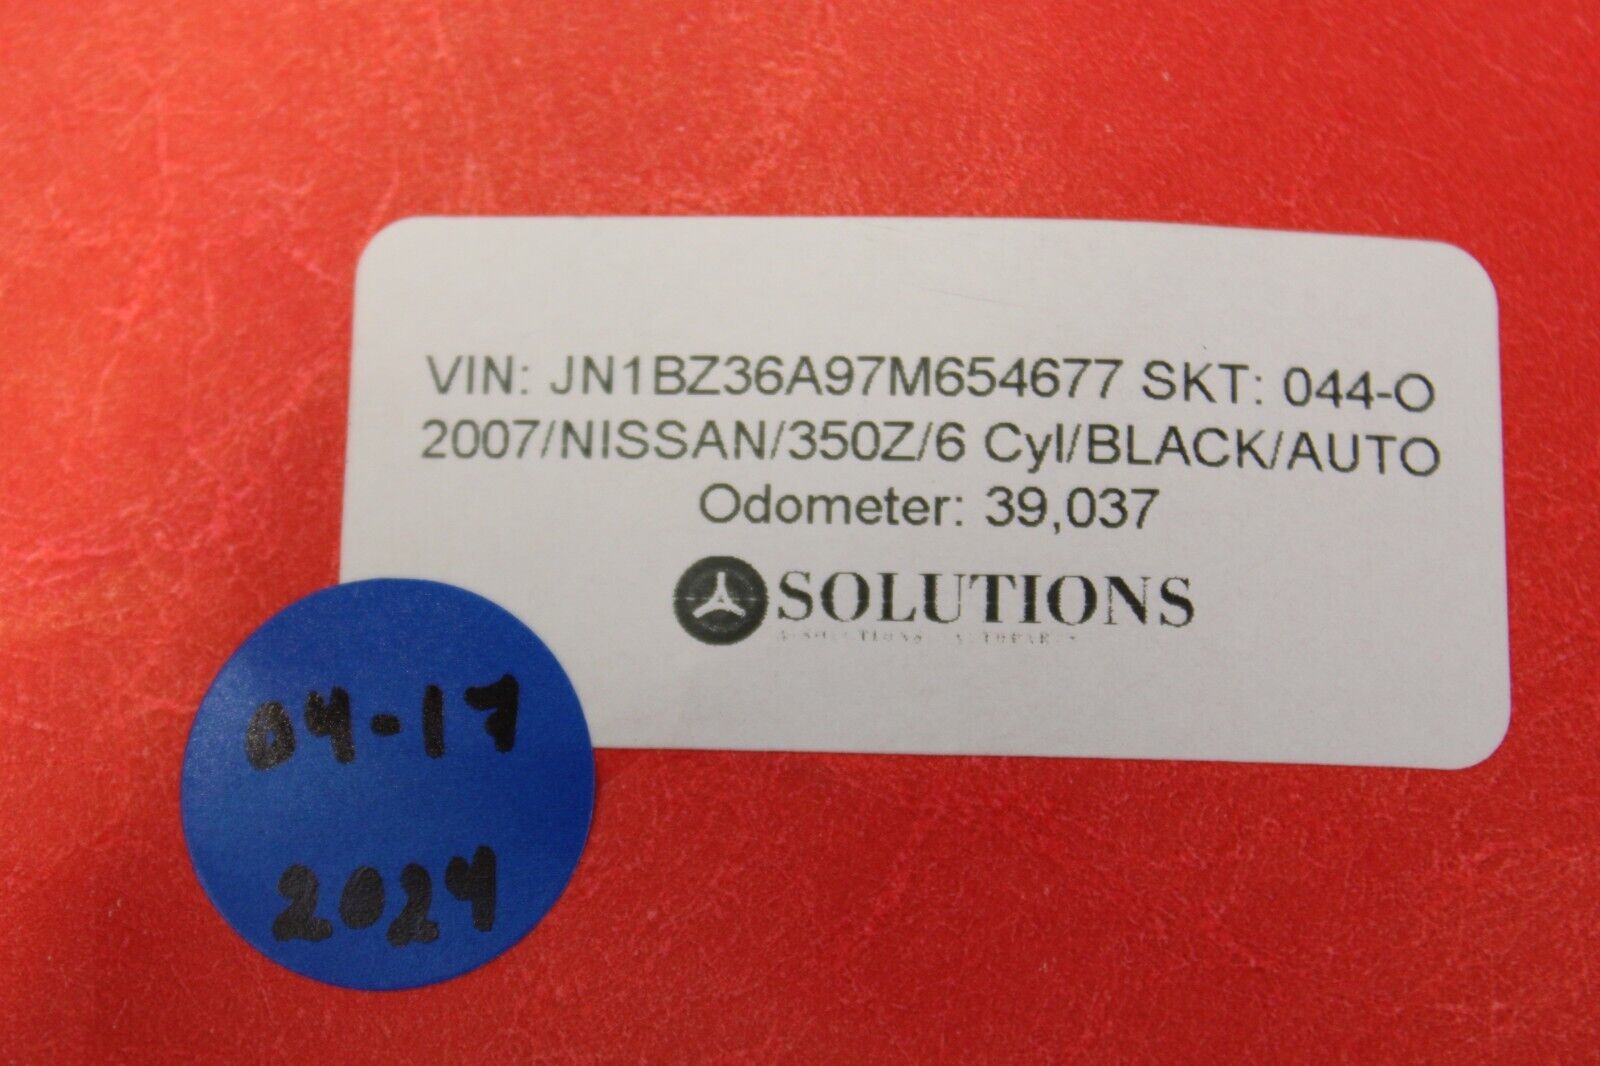 VIN: JN1BZ36A97M654677 SKT: 044-O
2007/NISSAN/350Z/6 Cyl/BLACK/AUTO
Odometer: 39,037
SOLUTIONS
04-17
2024